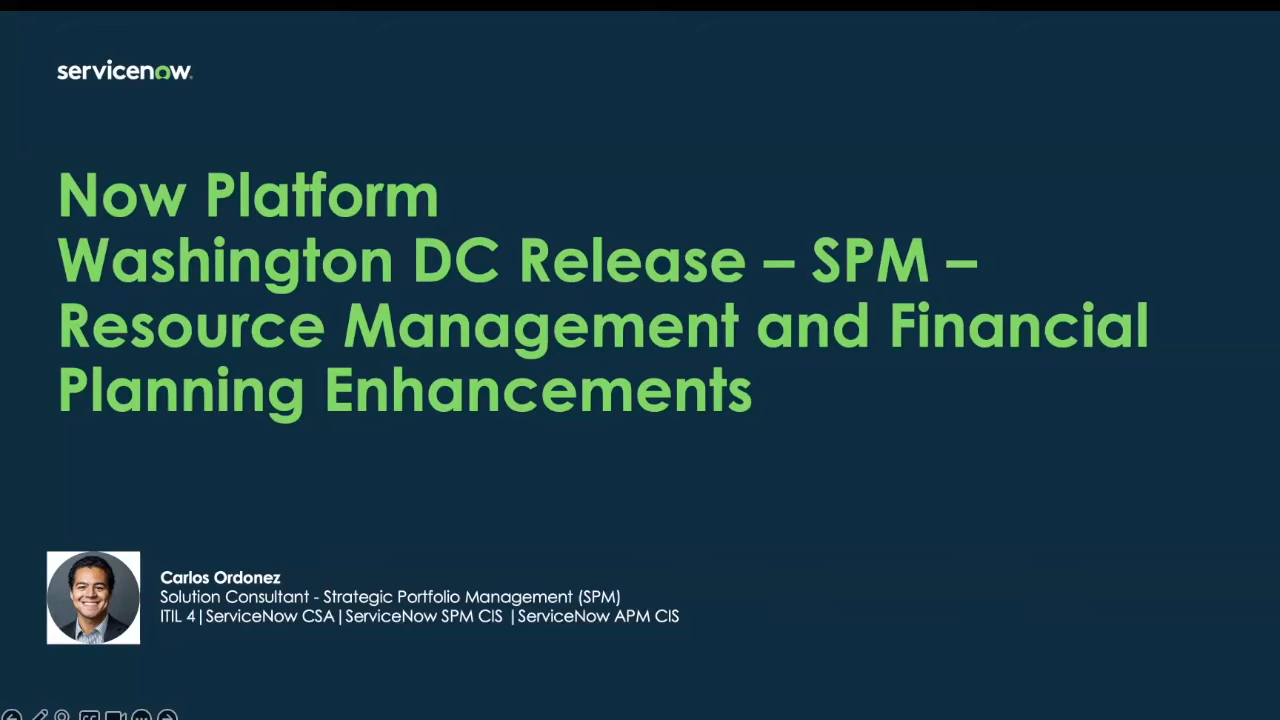 servicenow
Now Platform
Washington DC Release – SPM –
Resource Management and Financial
Planning Enhancements
Carlos Ordonez
Solution Consultant - Strategic Portfolio Management (SPM)
ITIL 4|ServiceNow CSA|ServiceNow SPM CIS |ServiceNow APM CIS